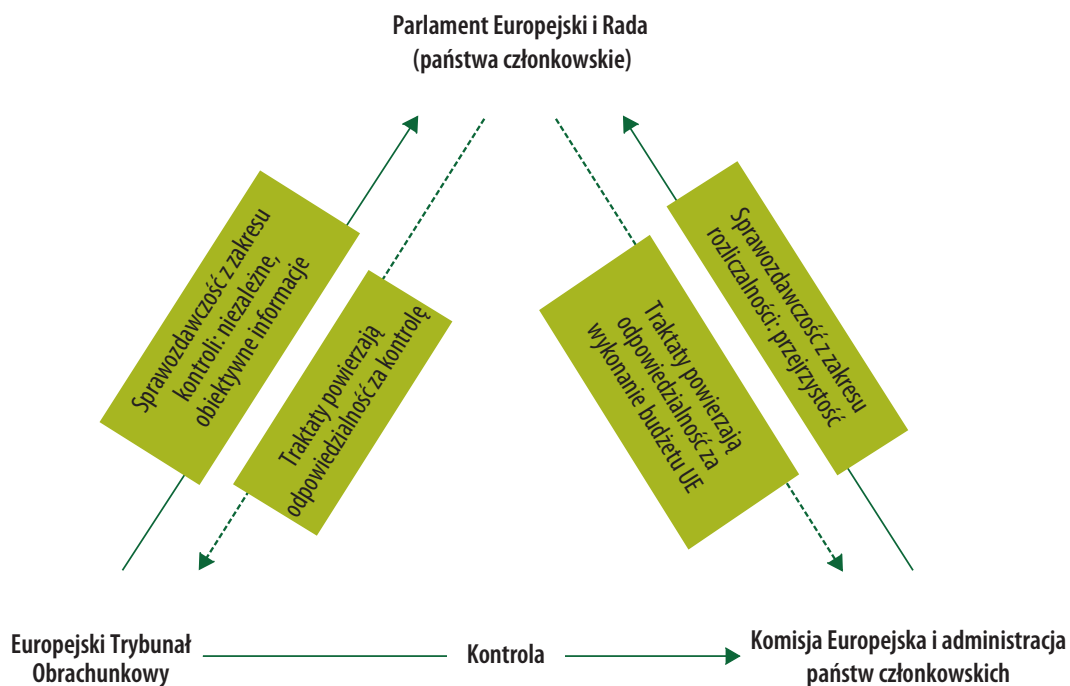 Parlament Europejski i Rada
(państwa członkowskie)
Sprawozdawczość z zakresu
kontroli: niezależne,
obiektywne informacje
Traktaty powierzają
odpowiedzialność za kontrolę
Traktaty powierzają
odpowiedzialność za
wykonanie budżetu UE
Sprawozdawczość z zakresu
rozliczalności: przejrzystość
Europejski Trybunał
Obrachunkowy
Kontrola
Komisja Europejska i administracja
państw członkowskich